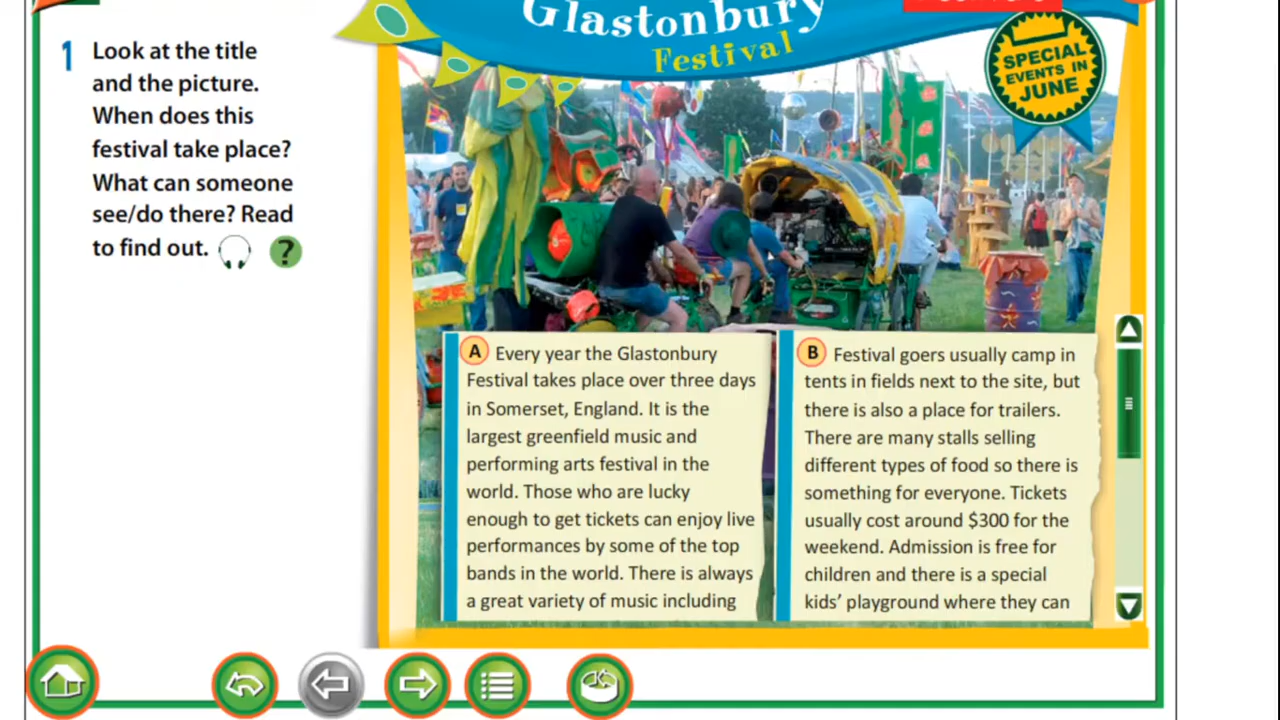 Glastonbury
Festival
SPECIAL
EVENTS IN
JUNE
1 Look at the title
and the picture.
When does this
festival take place?
What can someone
see/do there? Read
to find out. ?
A Every year the Glastonbury
Festival takes place over three days
in Somerset, England. It is the
largest greenfield music and
performing arts festival in the
world. Those who are lucky
enough to get tickets can enjoy live
performances by some of the top
bands in the world. There is always
a great variety of music including
B Festival goers usually camp in
tents in fields next to the site, but
there is also a place for trailers.
There are many stalls selling
different types of food so there is
something for everyone. Tickets
usually cost around $300 for the
weekend. Admission is free for
children and there is a special
kids' playground where they can